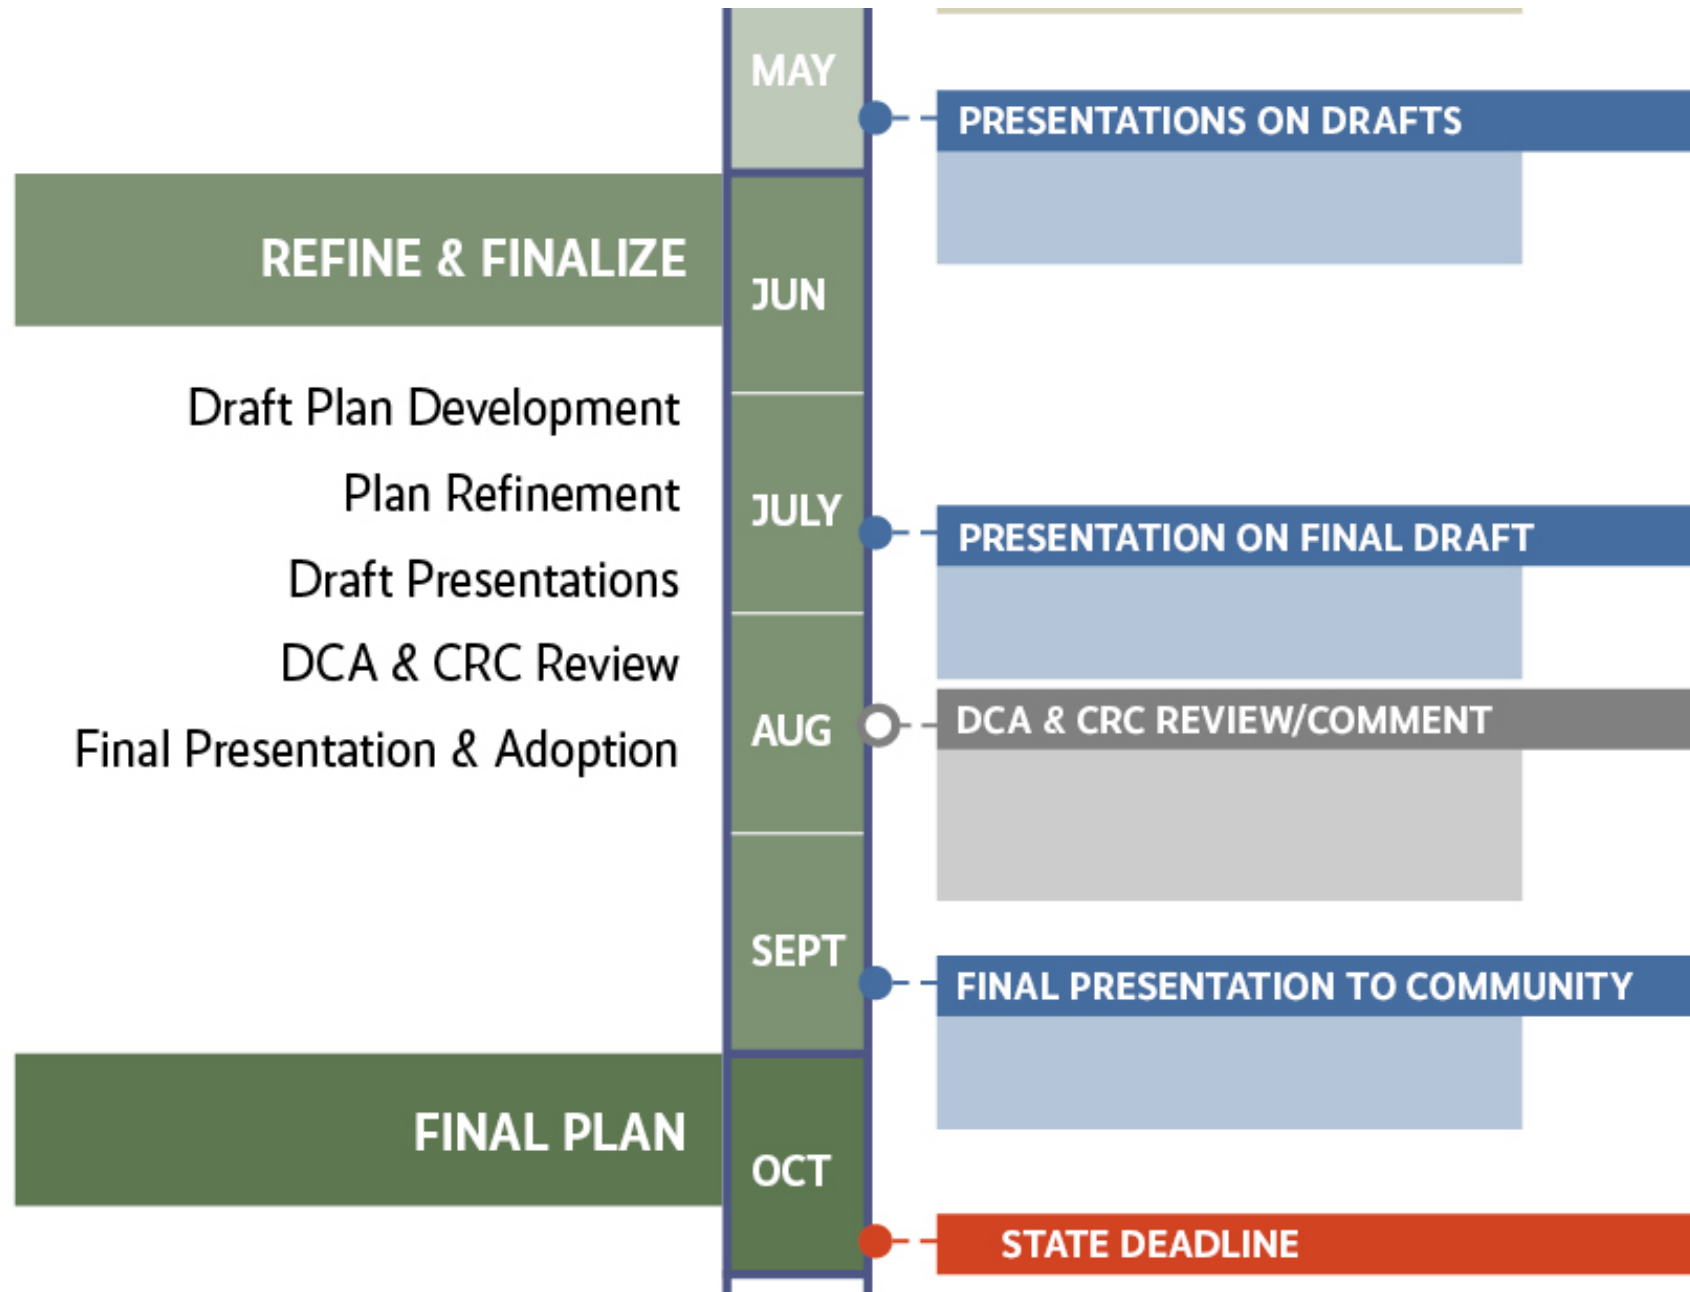 MAY
PRESENTATIONS ON DRAFTS
REFINE & FINALIZE
JUN
Draft Plan Development
Plan Refinement
JULY
PRESENTATION ON FINAL DRAFT
Draft Presentations
DCA & CRC Review
AUG
DCA & CRC REVIEW/COMMENT
Final Presentation & Adoption
SEPT
FINAL PRESENTATION TO COMMUNITY
FINAL PLAN
OCT
STATE DEADLINE